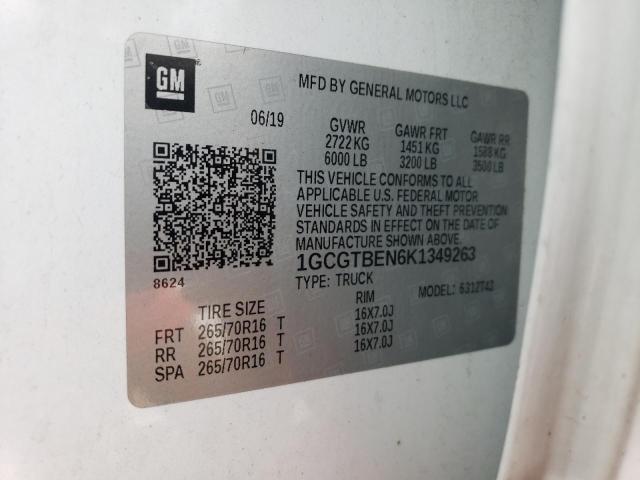 GM
MFD BY GENERAL MOTORS LLC
06/19 GVWR GAWR FRT GAWR RR
2722 KG 1451 KG 1588 KG
6000 LB 3200 LB 3500 LB
THIS VEHICLE CONFORMS TO ALL
APPLICABLE U.S. FEDERAL MOTOR
VEHICLE SAFETY AND THEFT PREVENTION
STANDARDS IN EFFECT ON THE DATE OF
MANUFACTURE SHOWN ABOVE.
1GCGTBEN6K1349263
8624
TYPE: TRUCK MODEL: 6312T43
TIRE SIZE RIM
FRT 265/70R16 T 16X7.0J
RR 265/70R16 T 16X7.0J
SPA 265/70R16 T 16X7.0J